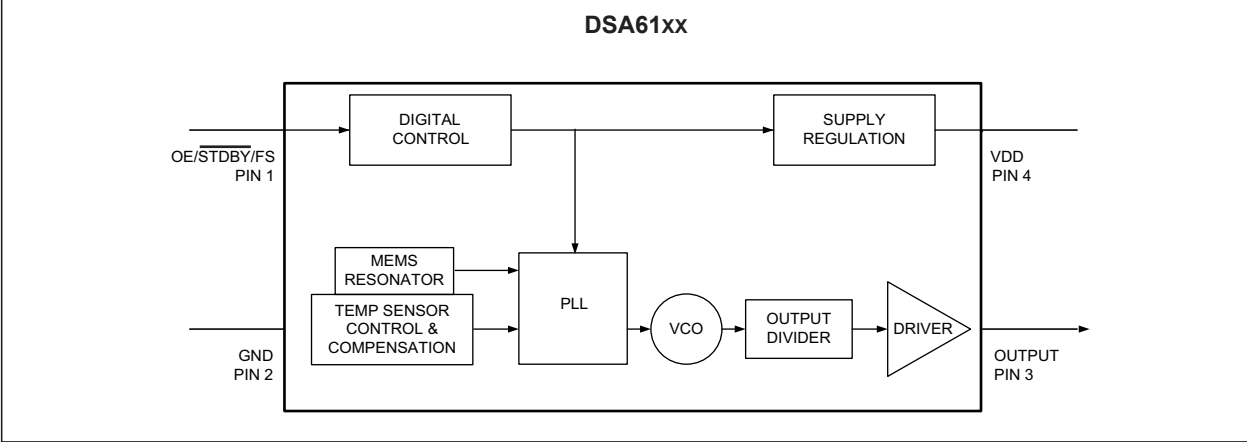 DSA61xx
DIGITAL
CONTROL
SUPPLY
REGULATION
OE/STDBY/FS
PIN 1
VDD
PIN 4
MEMS
RESONATOR
TEMP SENSOR
CONTROL &
COMPENSATION
PLL
VCO
OUTPUT
DIVIDER
DRIVER
GND
PIN 2
OUTPUT
PIN 3